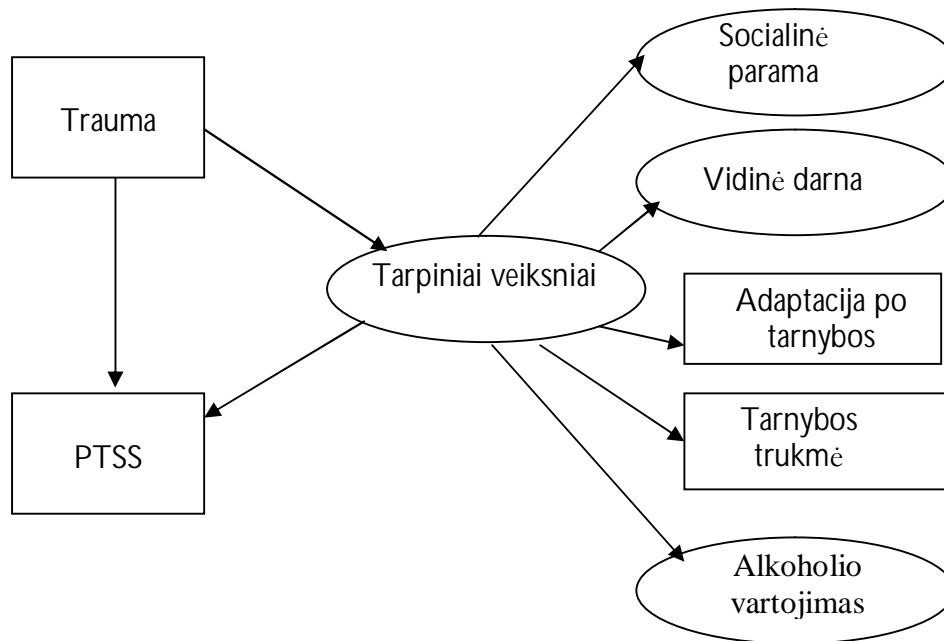 Socialinė
parama
Trauma
Vidinė darna
Tarpiniai veiksniai
Adaptacija po
tarnybos
PTSS
Tarnybos
trukmė
Alkoholio
vartojimas